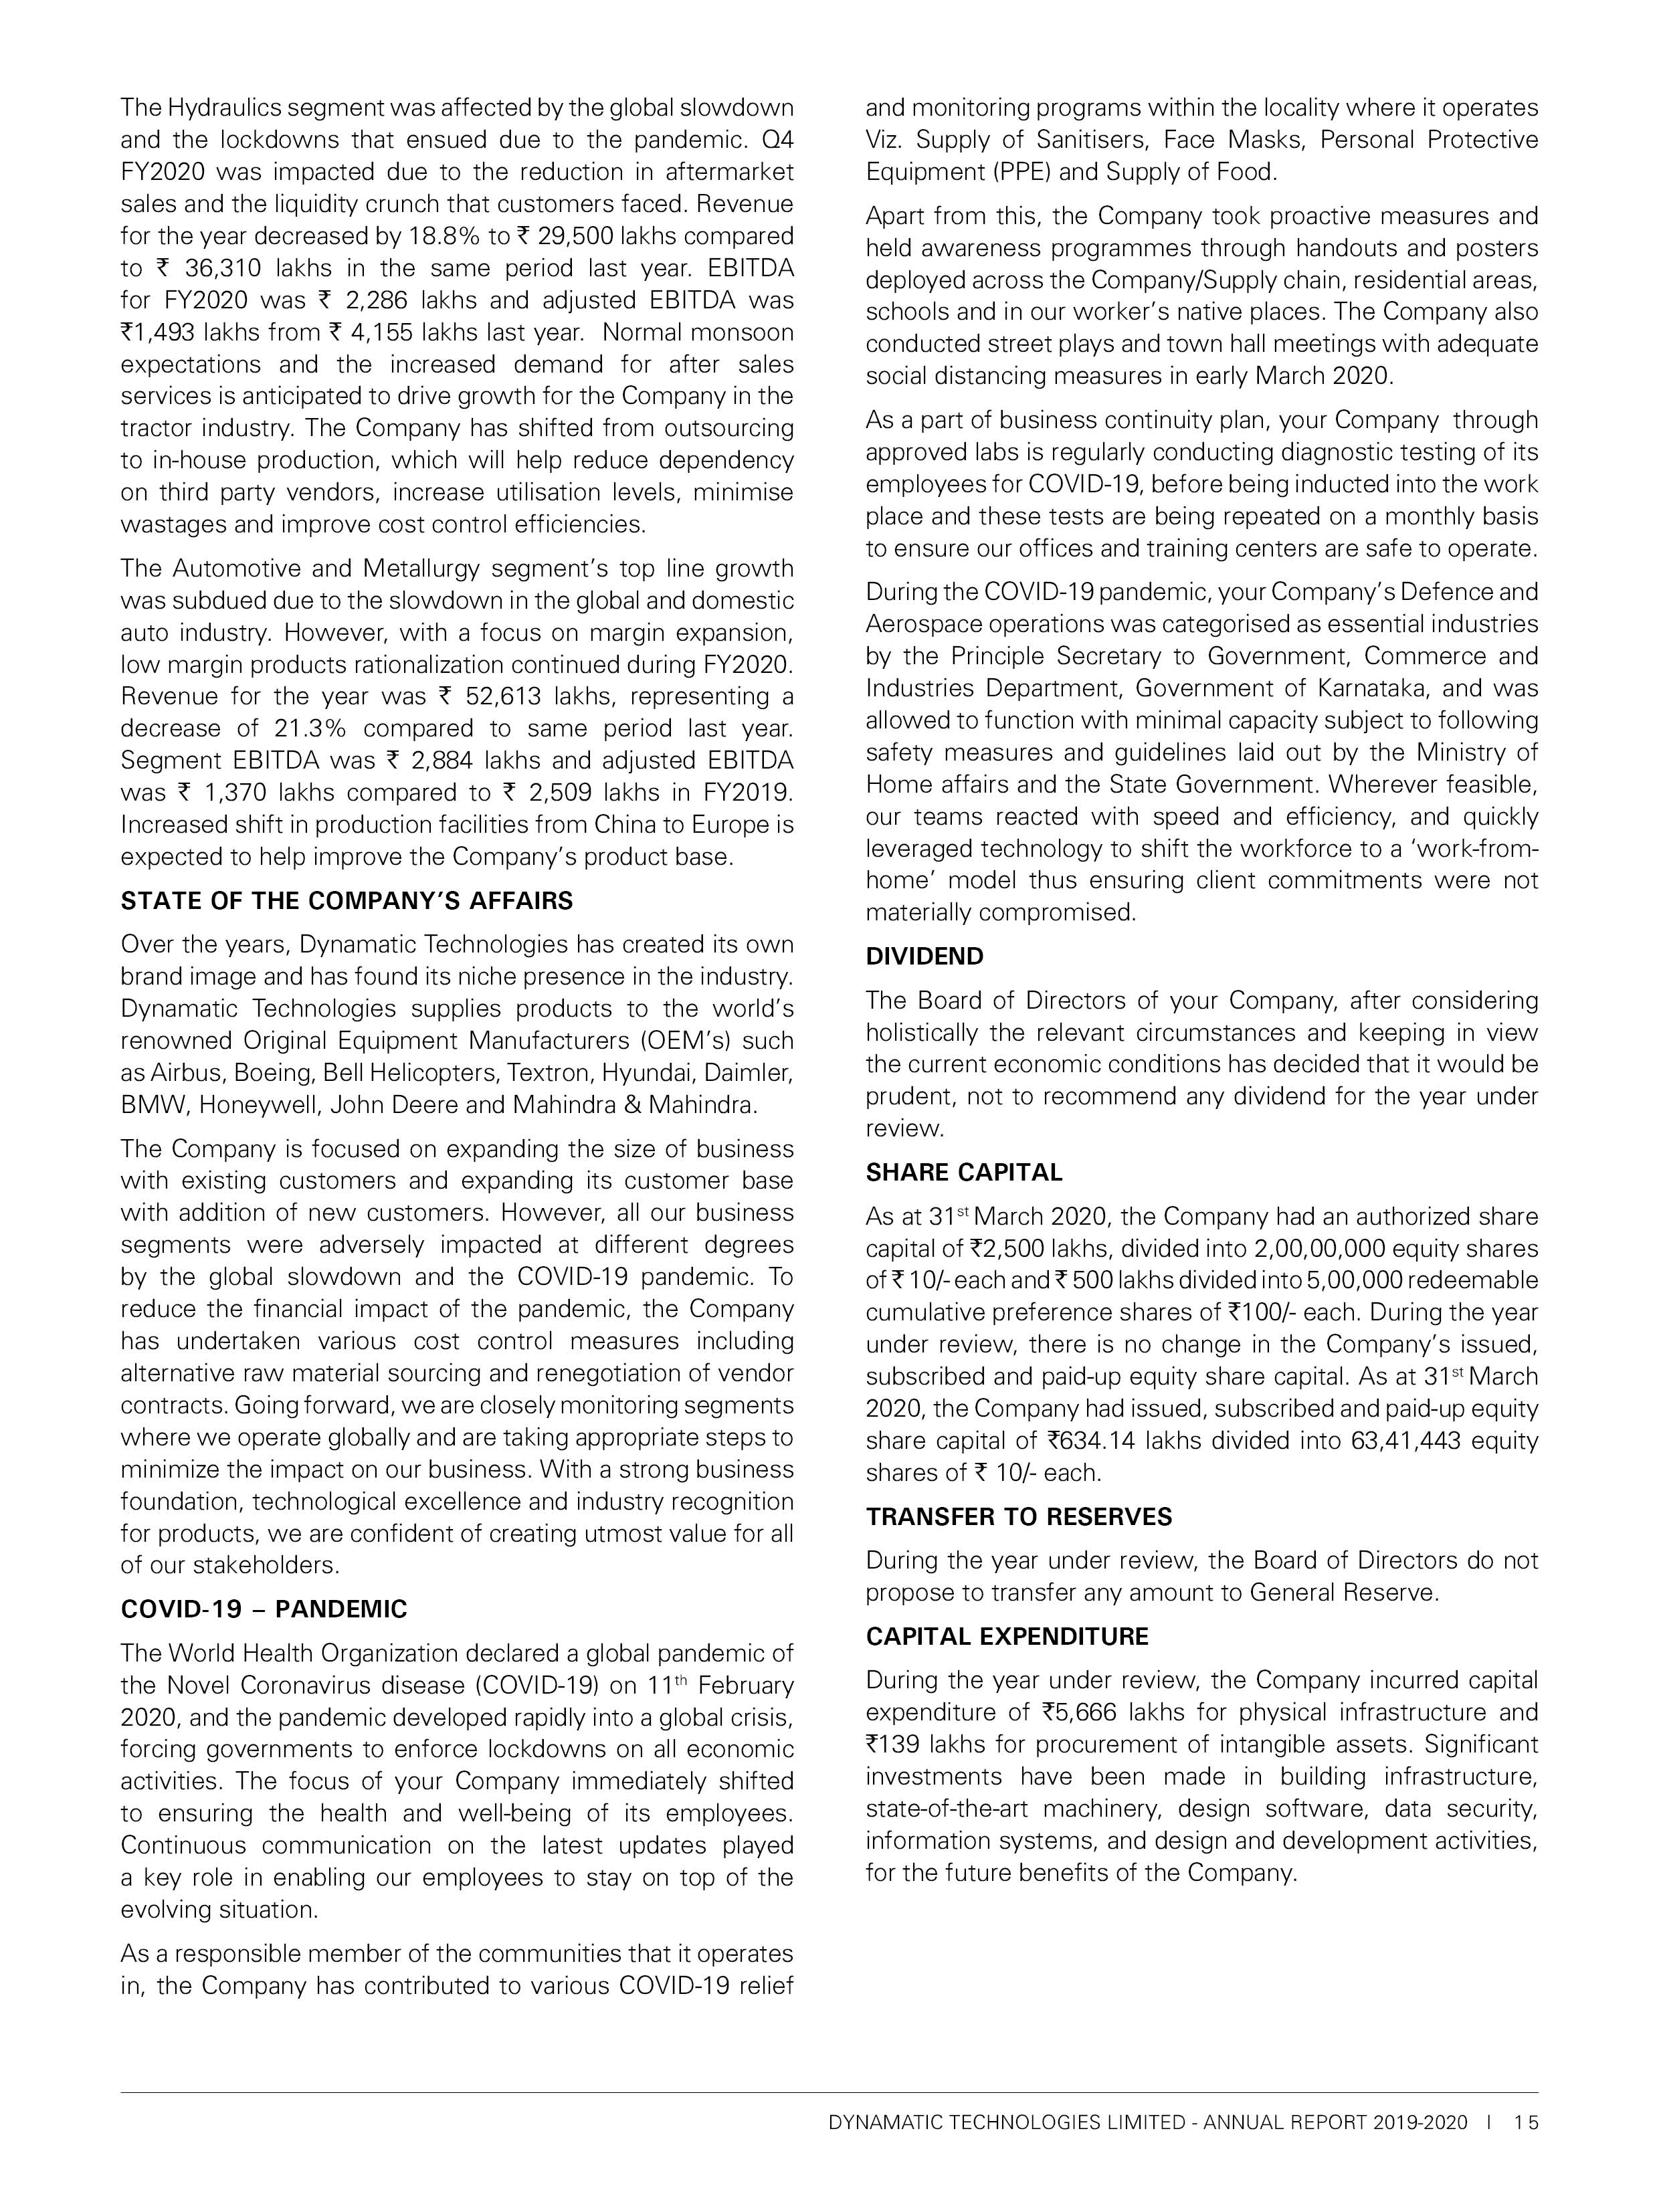 The Hydraulics segment was affected by the global slowdown
and the lockdowns that ensued due to the pandemic. Q4
FY2020 was impacted due to the reduction in aftermarket
sales and the liquidity crunch that customers faced. Revenue
for the year decreased by 18.8% to ₹ 29,500 lakhs compared
to ₹ 36,310 lakhs in the same period last year. EBITDA
for FY2020 was ₹ 2,286 lakhs and adjusted EBITDA was
₹1,493 lakhs from ₹ 4,155 lakhs last year. Normal monsoon
expectations and the increased demand for after sales
services is anticipated to drive growth for the Company in the
tractor industry. The Company has shifted from outsourcing
to in-house production, which will help reduce dependency
on third party vendors, increase utilisation levels, minimise
wastages and improve cost control efficiencies.
The Automotive and Metallurgy segment's top line growth
was subdued due to the slowdown in the global and domestic
auto industry. However, with a focus on margin expansion,
low margin products rationalization continued during FY2020.
Revenue for the year was ₹ 52,613 lakhs, representing a
decrease of 21.3% compared to same period last year.
Segment EBITDA was ₹ 2,884 lakhs and adjusted EBITDA
was ₹ 1,370 lakhs compared to ₹ 2,509 lakhs in FY2019.
Increased shift in production facilities from China to Europe is
expected to help improve the Company's product base.
STATE OF THE COMPANY'S AFFAIRS
Over the years, Dynamatic Technologies has created its own
brand image and has found its niche presence in the industry.
Dynamatic Technologies supplies products to the world's
renowned Original Equipment Manufacturers (OEM's) such
as Airbus, Boeing, Bell Helicopters, Textron, Hyundai, Daimler,
BMW, Honeywell, John Deere and Mahindra & Mahindra.
The Company is focused on expanding the size of business
with existing customers and expanding its customer base
with addition of new customers. However, all our business
segments were adversely impacted at different degrees
by the global slowdown and the COVID-19 pandemic. To
reduce the financial impact of the pandemic, the Company
has undertaken various cost control measures including
alternative raw material sourcing and renegotiation of vendor
contracts. Going forward, we are closely monitoring segments
where we operate globally and are taking appropriate steps to
minimize the impact on our business. With a strong business
foundation, technological excellence and industry recognition
for products, we are confident of creating utmost value for all
of our stakeholders.
COVID-19 – PANDEMIC
The World Health Organization declared a global pandemic of
the Novel Coronavirus disease (COVID-19) on 11th February
2020, and the pandemic developed rapidly into a global crisis,
forcing governments to enforce lockdowns on all economic
activities. The focus of your Company immediately shifted
to ensuring the health and well-being of its employees.
Continuous communication on the latest updates played
a key role in enabling our employees to stay on top of the
evolving situation.
As a responsible member of the communities that it operates
in, the Company has contributed to various COVID-19 relief
and monitoring programs within the locality where it operates
Viz. Supply of Sanitisers, Face Masks, Personal Protective
Equipment (PPE) and Supply of Food.
Apart from this, the Company took proactive measures and
held awareness programmes through handouts and posters
deployed across the Company/Supply chain, residential areas,
schools and in our worker's native places. The Company also
conducted street plays and town hall meetings with adequate
social distancing measures in early March 2020.
As a part of business continuity plan, your Company through
approved labs is regularly conducting diagnostic testing of its
employees for COVID-19, before being inducted into the work
place and these tests are being repeated on a monthly basis
to ensure our offices and training centers are safe to operate.
During the COVID-19 pandemic, your Company's Defence and
Aerospace operations was categorised as essential industries
by the Principle Secretary to Government, Commerce and
Industries Department, Government of Karnataka, and was
allowed to function with minimal capacity subject to following
safety measures and guidelines laid out by the Ministry of
Home affairs and the State Government. Wherever feasible,
our teams reacted with speed and efficiency, and quickly
leveraged technology to shift the workforce to a 'work-from-
home' model thus ensuring client commitments were not
materially compromised.
DIVIDEND
The Board of Directors of your Company, after considering
holistically the relevant circumstances and keeping in view
the current economic conditions has decided that it would be
prudent, not to recommend any dividend for the year under
review.
SHARE CAPITAL
As at 31st March 2020, the Company had an authorized share
capital of ₹2,500 lakhs, divided into 2,00,00,000 equity shares
of ₹ 10/- each and ₹ 500 lakhs divided into 5,00,000 redeemable
cumulative preference shares of ₹100/- each. During the year
under review, there is no change in the Company's issued,
subscribed and paid-up equity share capital. As at 31st March
2020, the Company had issued, subscribed and paid-up equity
share capital of ₹634.14 lakhs divided into 63,41,443 equity
shares of ₹ 10/- each.
TRANSFER TO RESERVES
During the year under review, the Board of Directors do not
propose to transfer any amount to General Reserve.
CAPITAL EXPENDITURE
During the year under review, the Company incurred capital
expenditure of ₹5,666 lakhs for physical infrastructure and
₹139 lakhs for procurement of intangible assets. Significant
investments have been made in building infrastructure,
state-of-the-art machinery, design software, data security,
information systems, and design and development activities,
for the future benefits of the Company.
DYNAMATIC TECHNOLOGIES LIMITED - ANNUAL REPORT 2019-2020 | 15